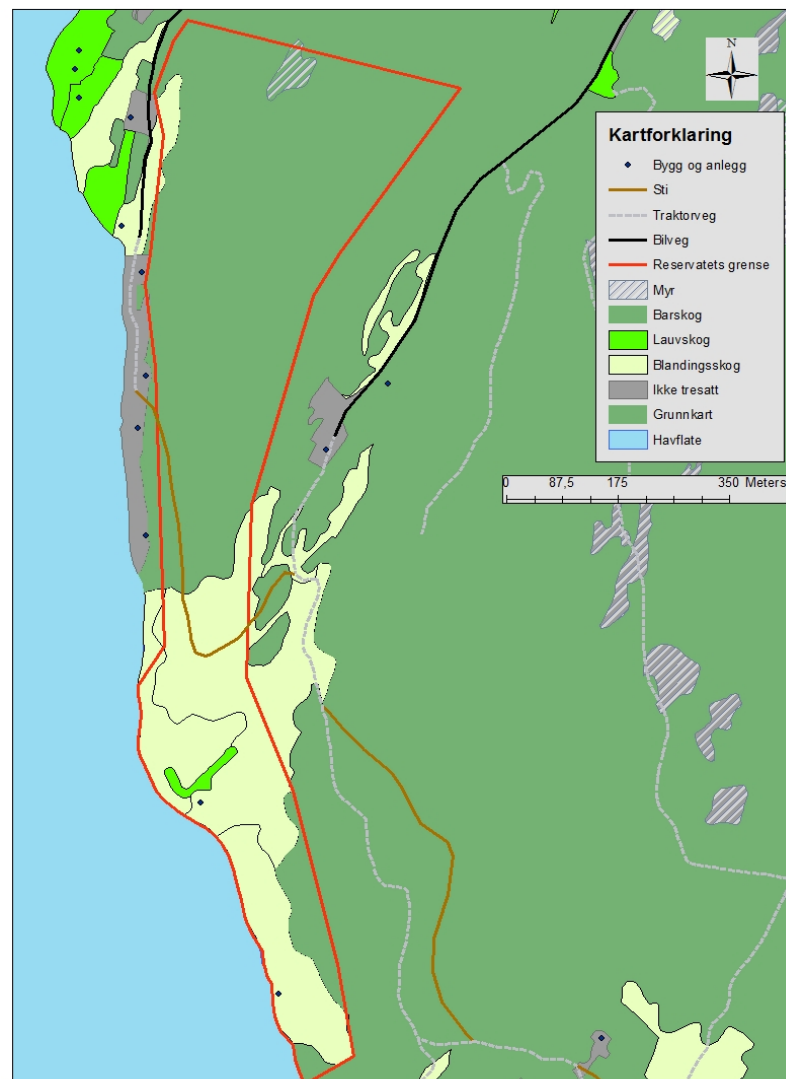 N
Kartforklaring
Bygg og anlegg
Sti
Traktorveg
Bilveg
Reservatets grense
Myr
Barskog
Lauvskog
Blandingsskog
Ikke tresatt
Grunnkart
Havflate
0 87,5 175 350 Meters